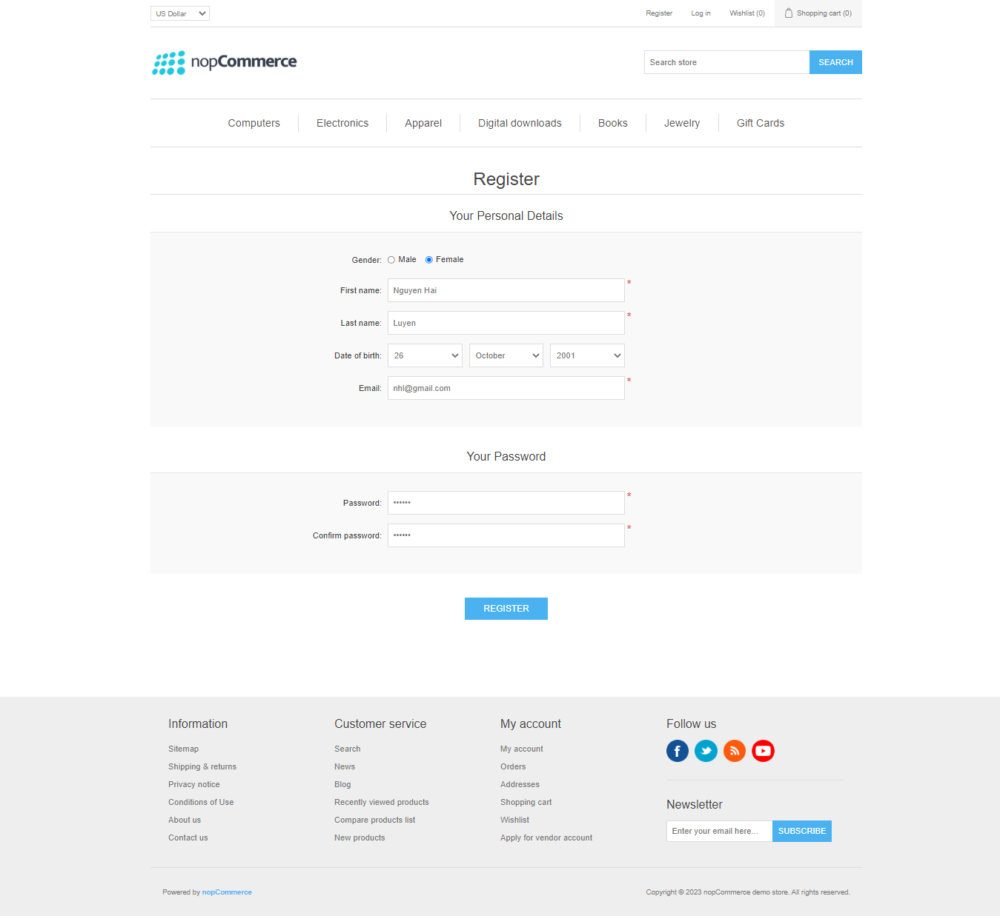 US Dollar Register Log in Wishlist (0) Shopping cart (0)
nopCommerce Search store SEARCH
Computers Electronics Apparel Digital downloads Books Jewelry Gift Cards
Register
Your Personal Details
Gender: Male Female
First name: Nguyen Hai *
Last name: Luyen *
Date of birth: 26 October 2001
Email: nhl@gmail.com *
Your Password
Password: •••••• *
Confirm password: •••••• *
REGISTER
Information
Sitemap
Shipping & returns
Privacy notice
Conditions of Use
About us
Contact us
Customer service
Search
News
Blog
Recently viewed products
Compare products list
New products
My account
My account
Orders
Addresses
Shopping cart
Wishlist
Apply for vendor account
Follow us
Newsletter
Enter your email here... SUBSCRIBE
Powered by nopCommerce Copyright © 2023 nopCommerce demo store. All rights reserved.